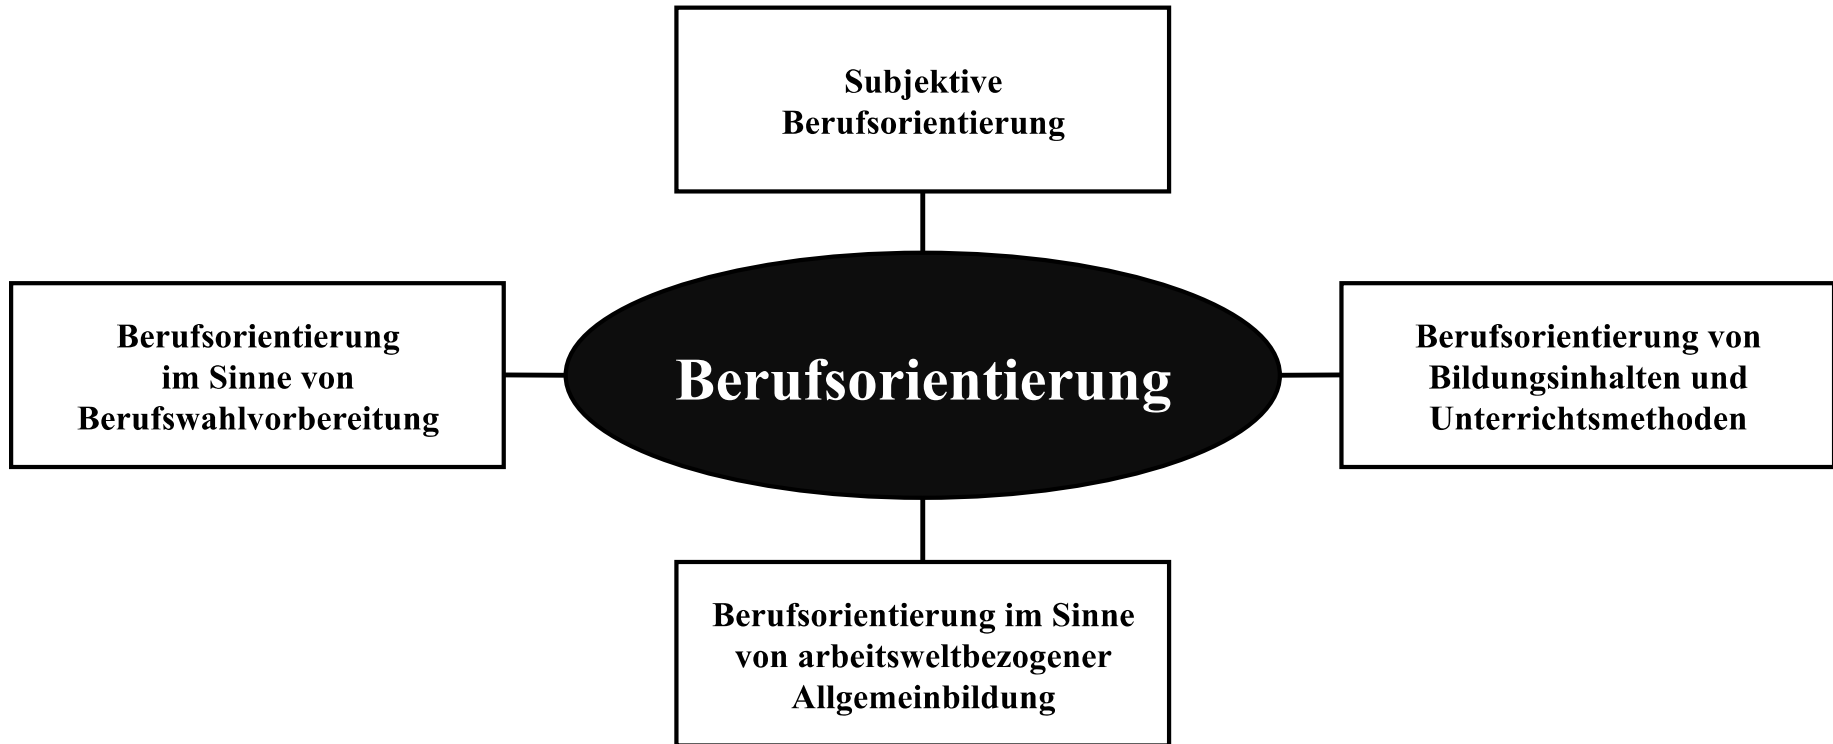 Subjektive
Berufsorientierung
Berufsorientierung
im Sinne von
Berufswahlvorbereitung
Berufsorientierung
Berufsorientierung von
Bildungsinhalten und
Unterrichtsmethoden
Berufsorientierung im Sinne
von arbeitsweltbezogener
Allgemeinbildung